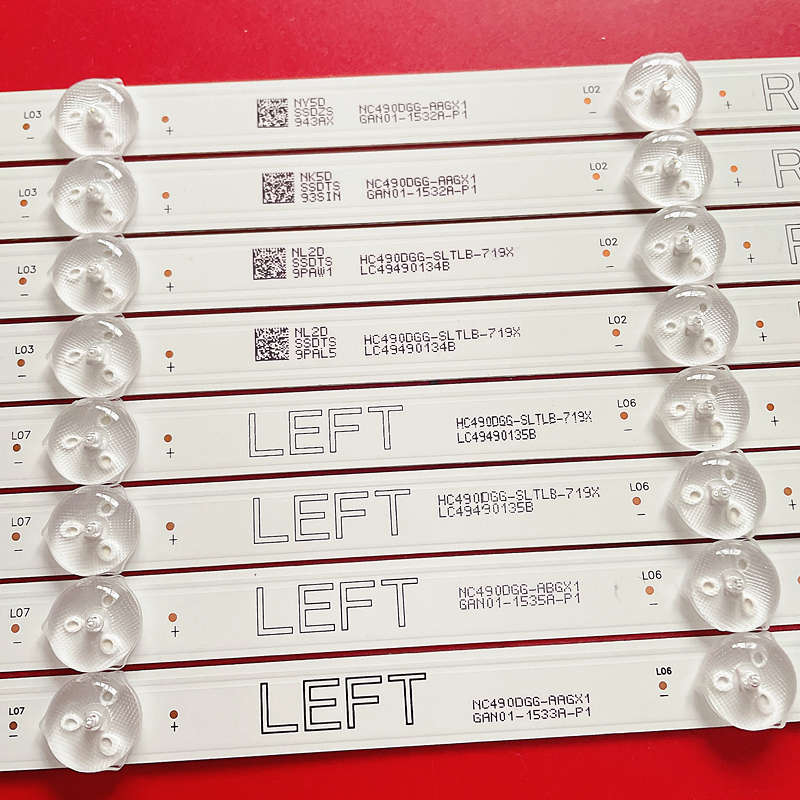 L03
+
NY5D
SSDZS
943AX
NC490DGG-AAGX1
GAN01-1532A-P1
L02
+
R
L03
+
NK5D
SSDTS
93SIN
NC490DGG-AAGX1
GAN01-1532A-P1
L02
+
R
L03
+
NL2D
SSDTS
9PAW1
HC490DGG-SLTLB-719X
LC49490134B
L02
+
L03
+
NL2D
SSDTS
9PAL5
HC490DGG-SLTLB-719X
LC49490134B
L02
+
L07
+
LEFT
HC490DGG-SLTLB-719X
LC49490135B
L06
+
L07
+
LEFT
HC490DGG-SLTLB-719X
LC49490135B
L06
+
L07
+
LEFT
NC490DGG-ABGX1
GAN01-1535A-P1
L06
L07
+
LEFT
NC490DGG-AAGX1
GAN01-1533A-P1
L06